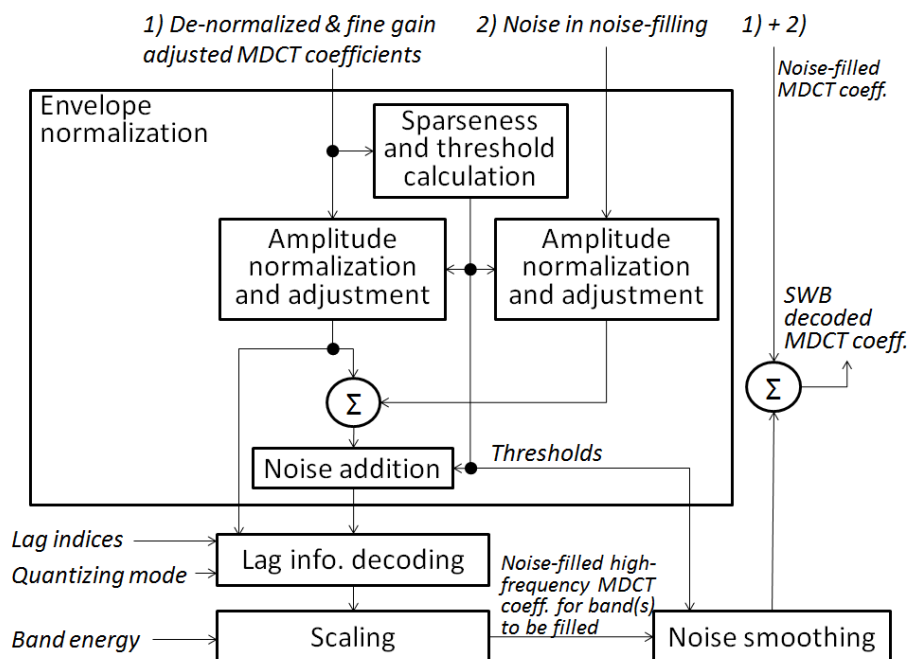 1) De-normalized & fine gain
adjusted MDCT coefficients
2) Noise in noise-filling
1) + 2)
Noise-filled
MDCT coeff.
Envelope
normalization
Sparseness
and threshold
calculation
Amplitude
normalization
and adjustment
Amplitude
normalization
and adjustment
SWB
decoded
MDCT coeff.
Σ
Σ
Noise addition
Thresholds
Lag indices
Quantizing mode
Lag info. decoding
Noise-filled high-
frequency MDCT
coeff. for band(s)
to be filled
Band energy
Scaling
Noise smoothing